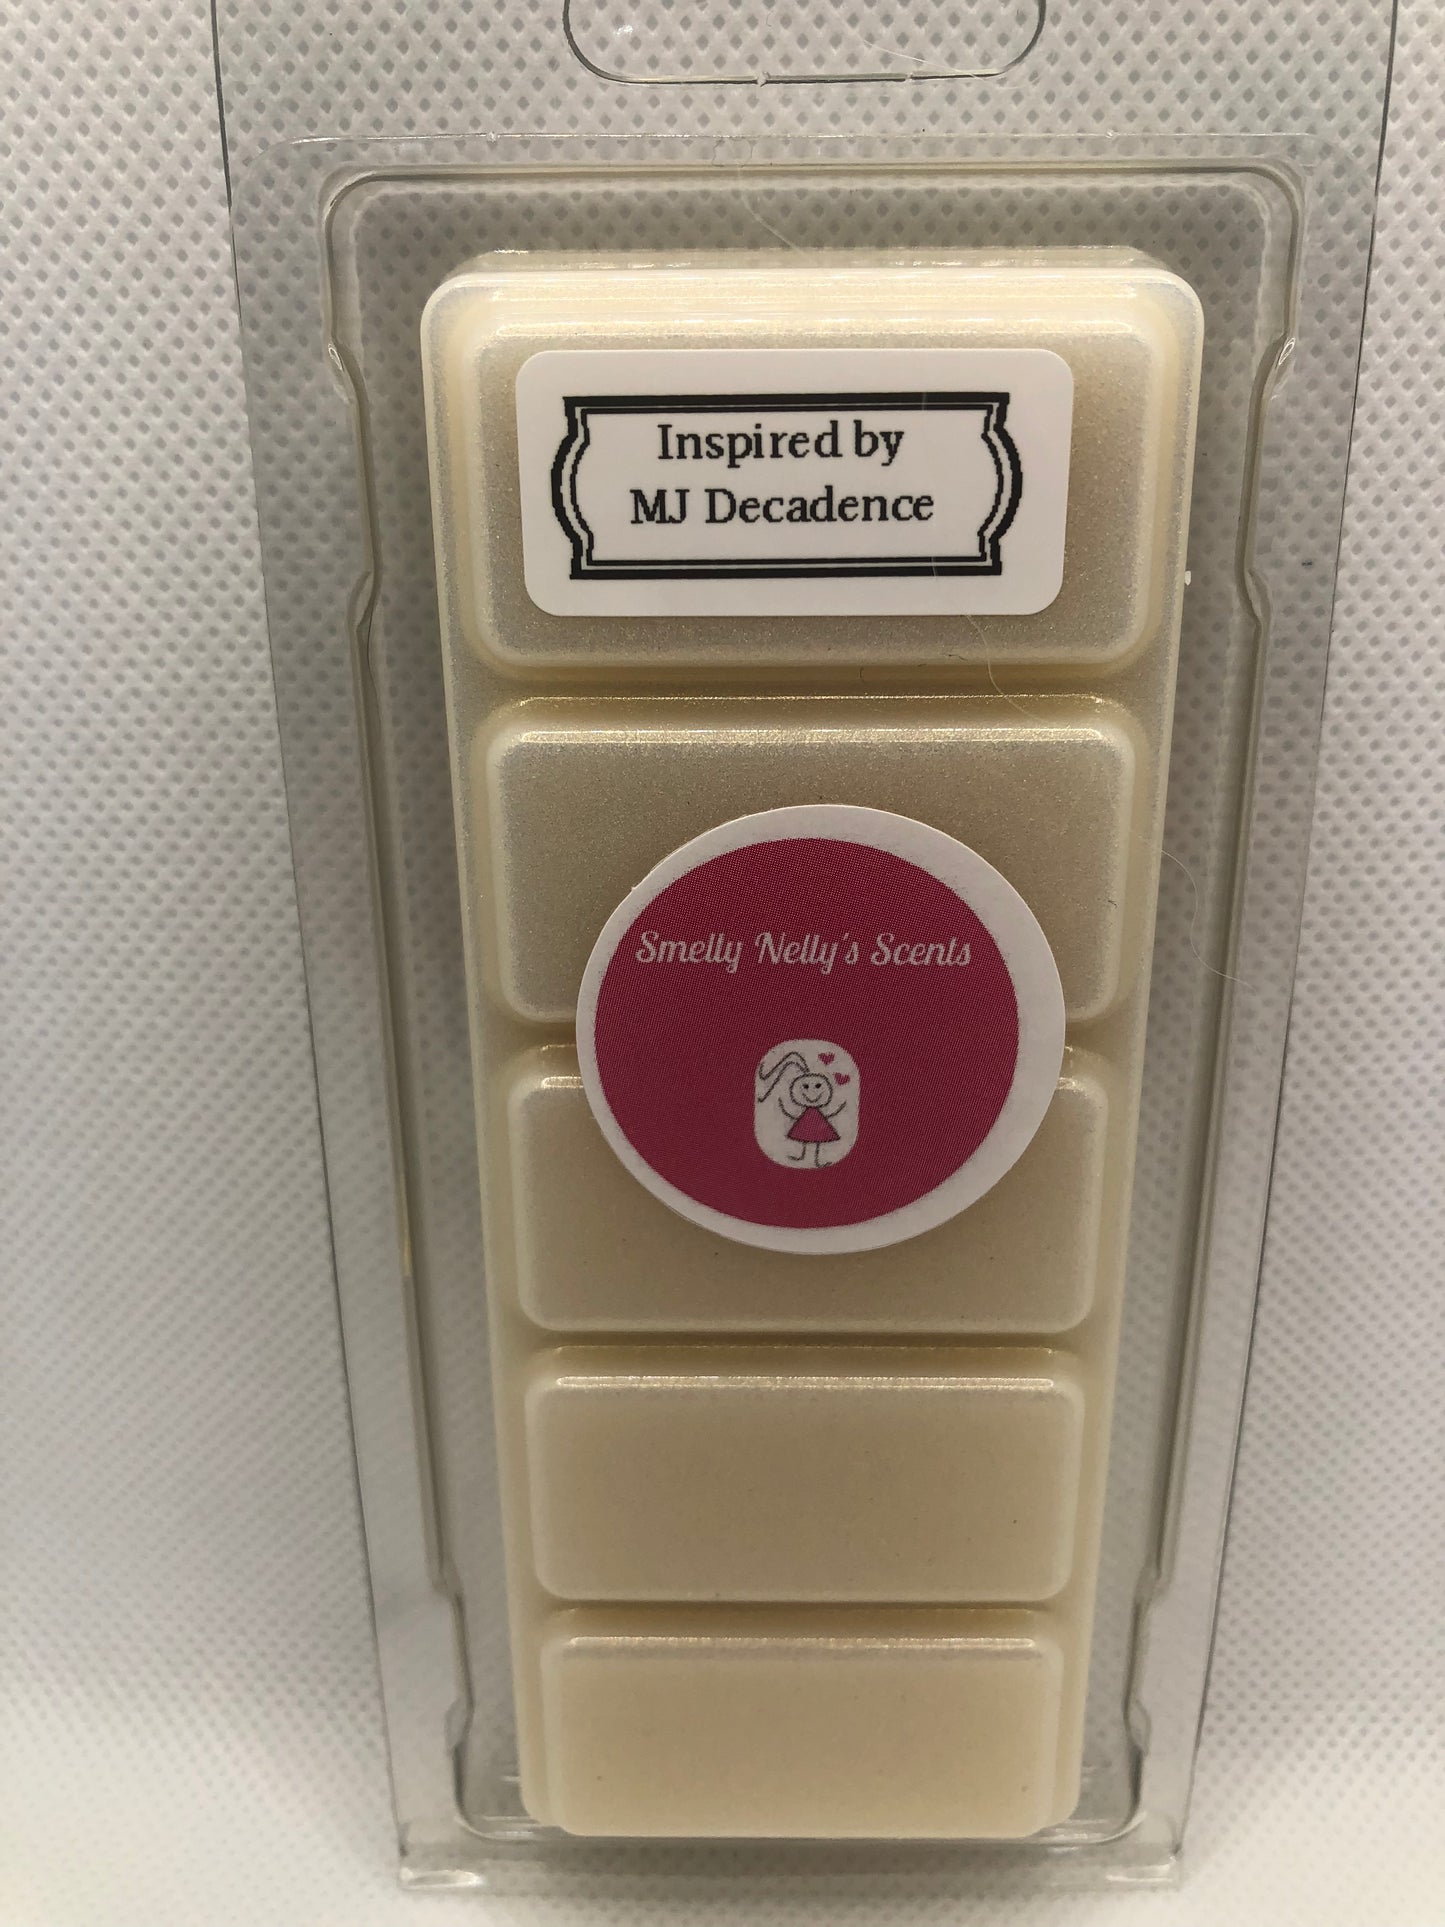 Inspired by
MJ Decadence
Smelly Nelly's Scents